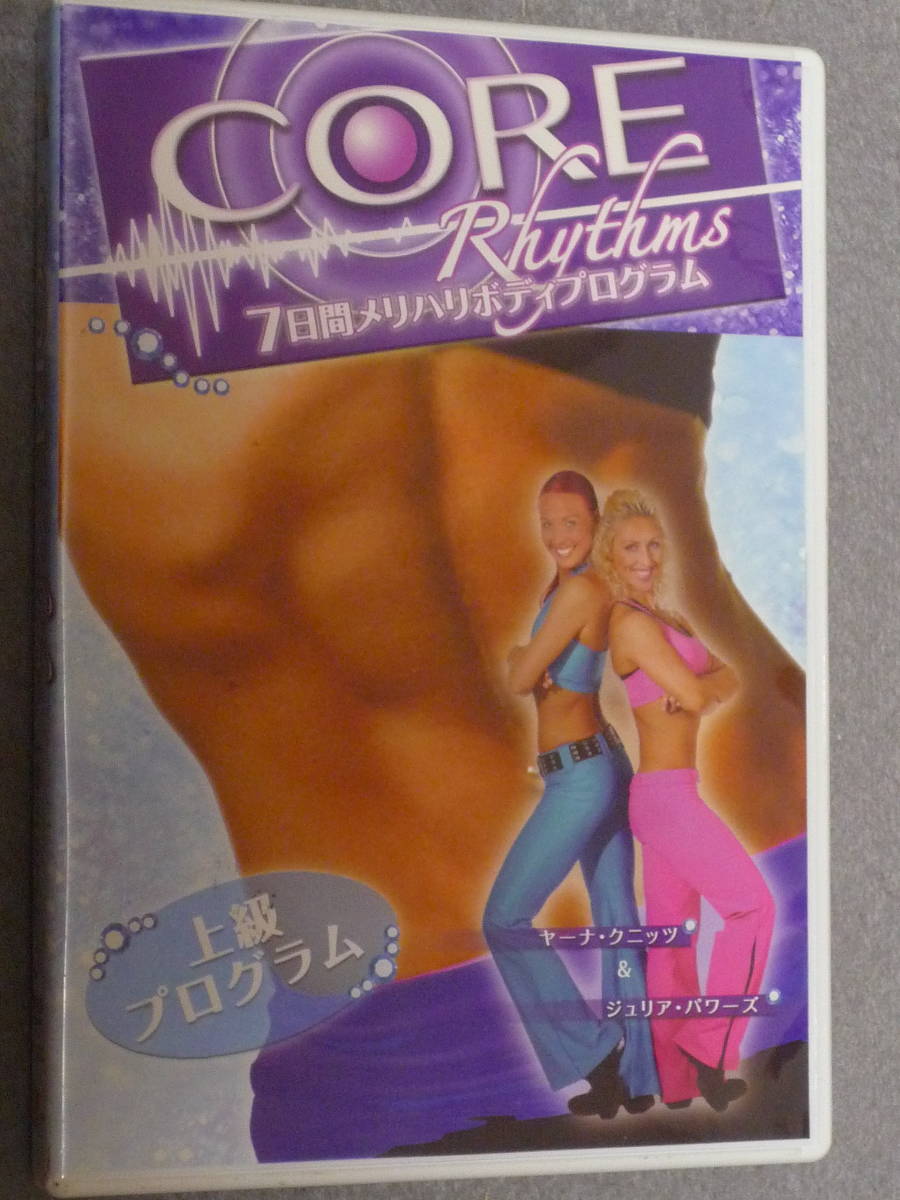 CORE
Rhythms
7日間メリハリボディプログラム
上級
プログラム
ヤーナ・クニッツ
&
ジュリア・パワーズ